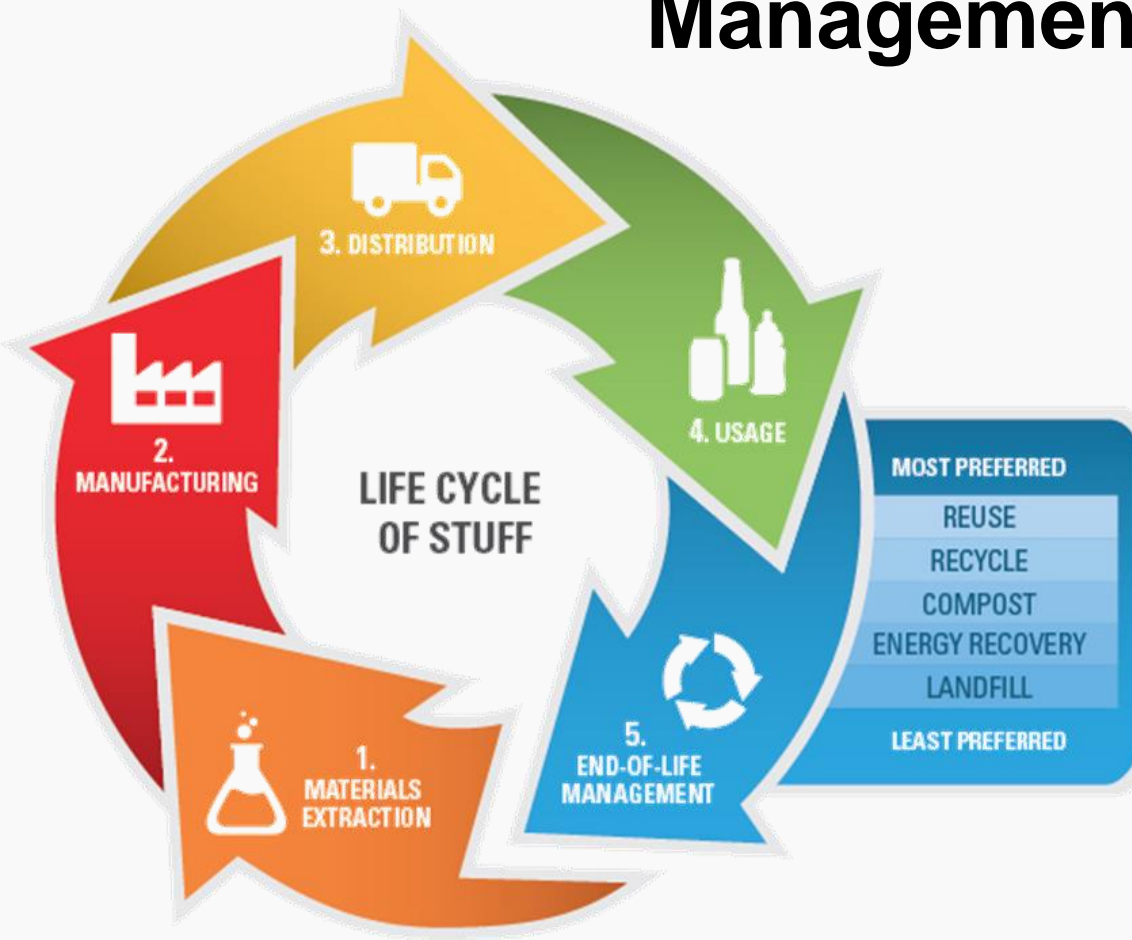 Managemen
3. DISTRIBUTION
4. USAGE
2.
MANUFACTURING
LIFE CYCLE
OF STUFF
MOST PREFERRED
REUSE
RECYCLE
COMPOST
ENERGY RECOVERY
LANDFILL
LEAST PREFERRED
5.
END-OF-LIFE
MANAGEMENT
1.
MATERIALS
EXTRACTION